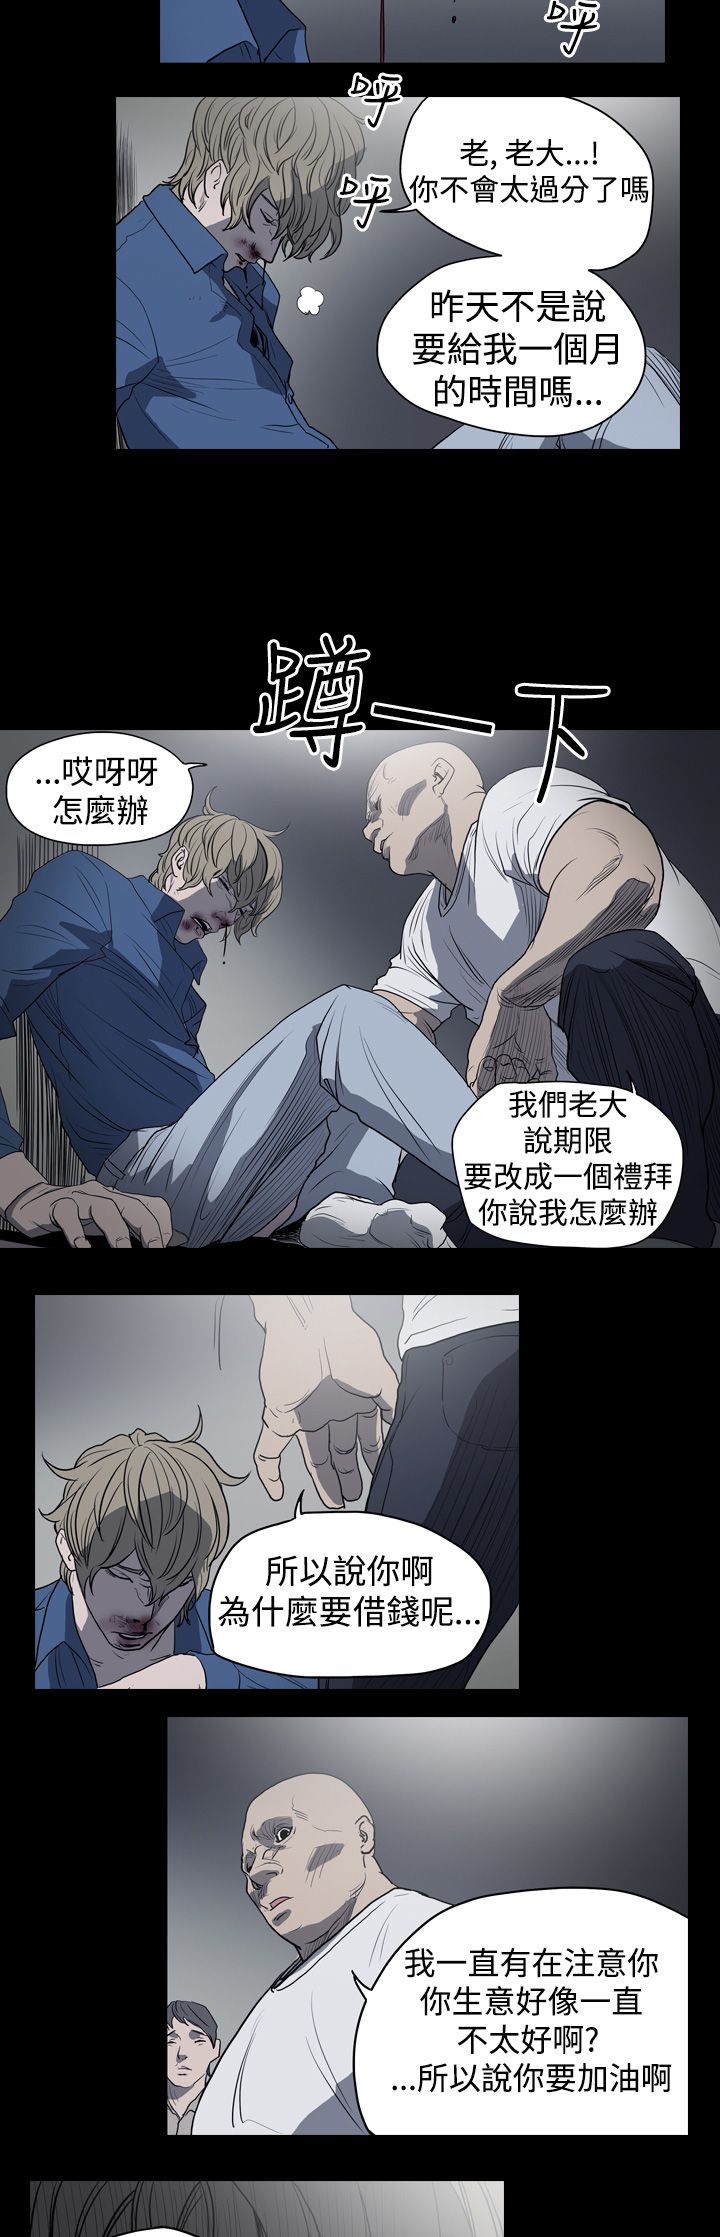 呼
呼
呼
老, 老大...!
你不會太過分了嗎
昨天不是說
要給我一個月
的時間嗎...
蹲一下
...哎呀呀
怎麼辦
我們老大
說期限
要改成一個禮拜
你說我怎麼辦
所以說你啊
為什麼要借錢呢...
我一直有在注意你
你生意好像一直
不太好啊?
...所以說你要加油啊